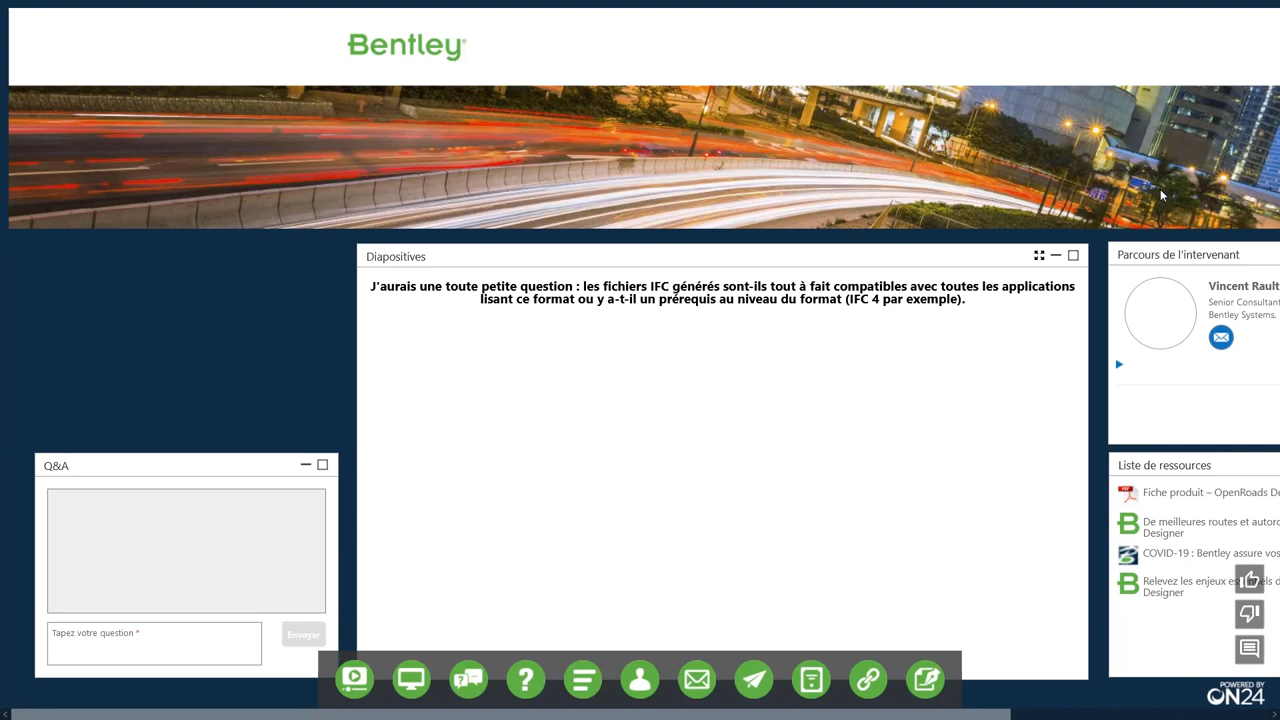 Bentley®
Diapositives
J'aurais une toute petite question : les fichiers IFC générés sont-ils tout à fait compatibles avec toutes les applications
lisant ce format ou y a-t-il un prérequis au niveau du format (IFC 4 par exemple).
Parcours de l'intervenant
Vincent Rault
Senior Consultant
Bentley Systems,
Q&A
Tapez votre question *
Envoyer
Liste de ressources
Fiche produit – OpenRoads De
De meilleures routes et autoro
Designer
COVID-19 : Bentley assure vos
Relevez les enjeux essentiels d
Designer
POWERED BY
ON24